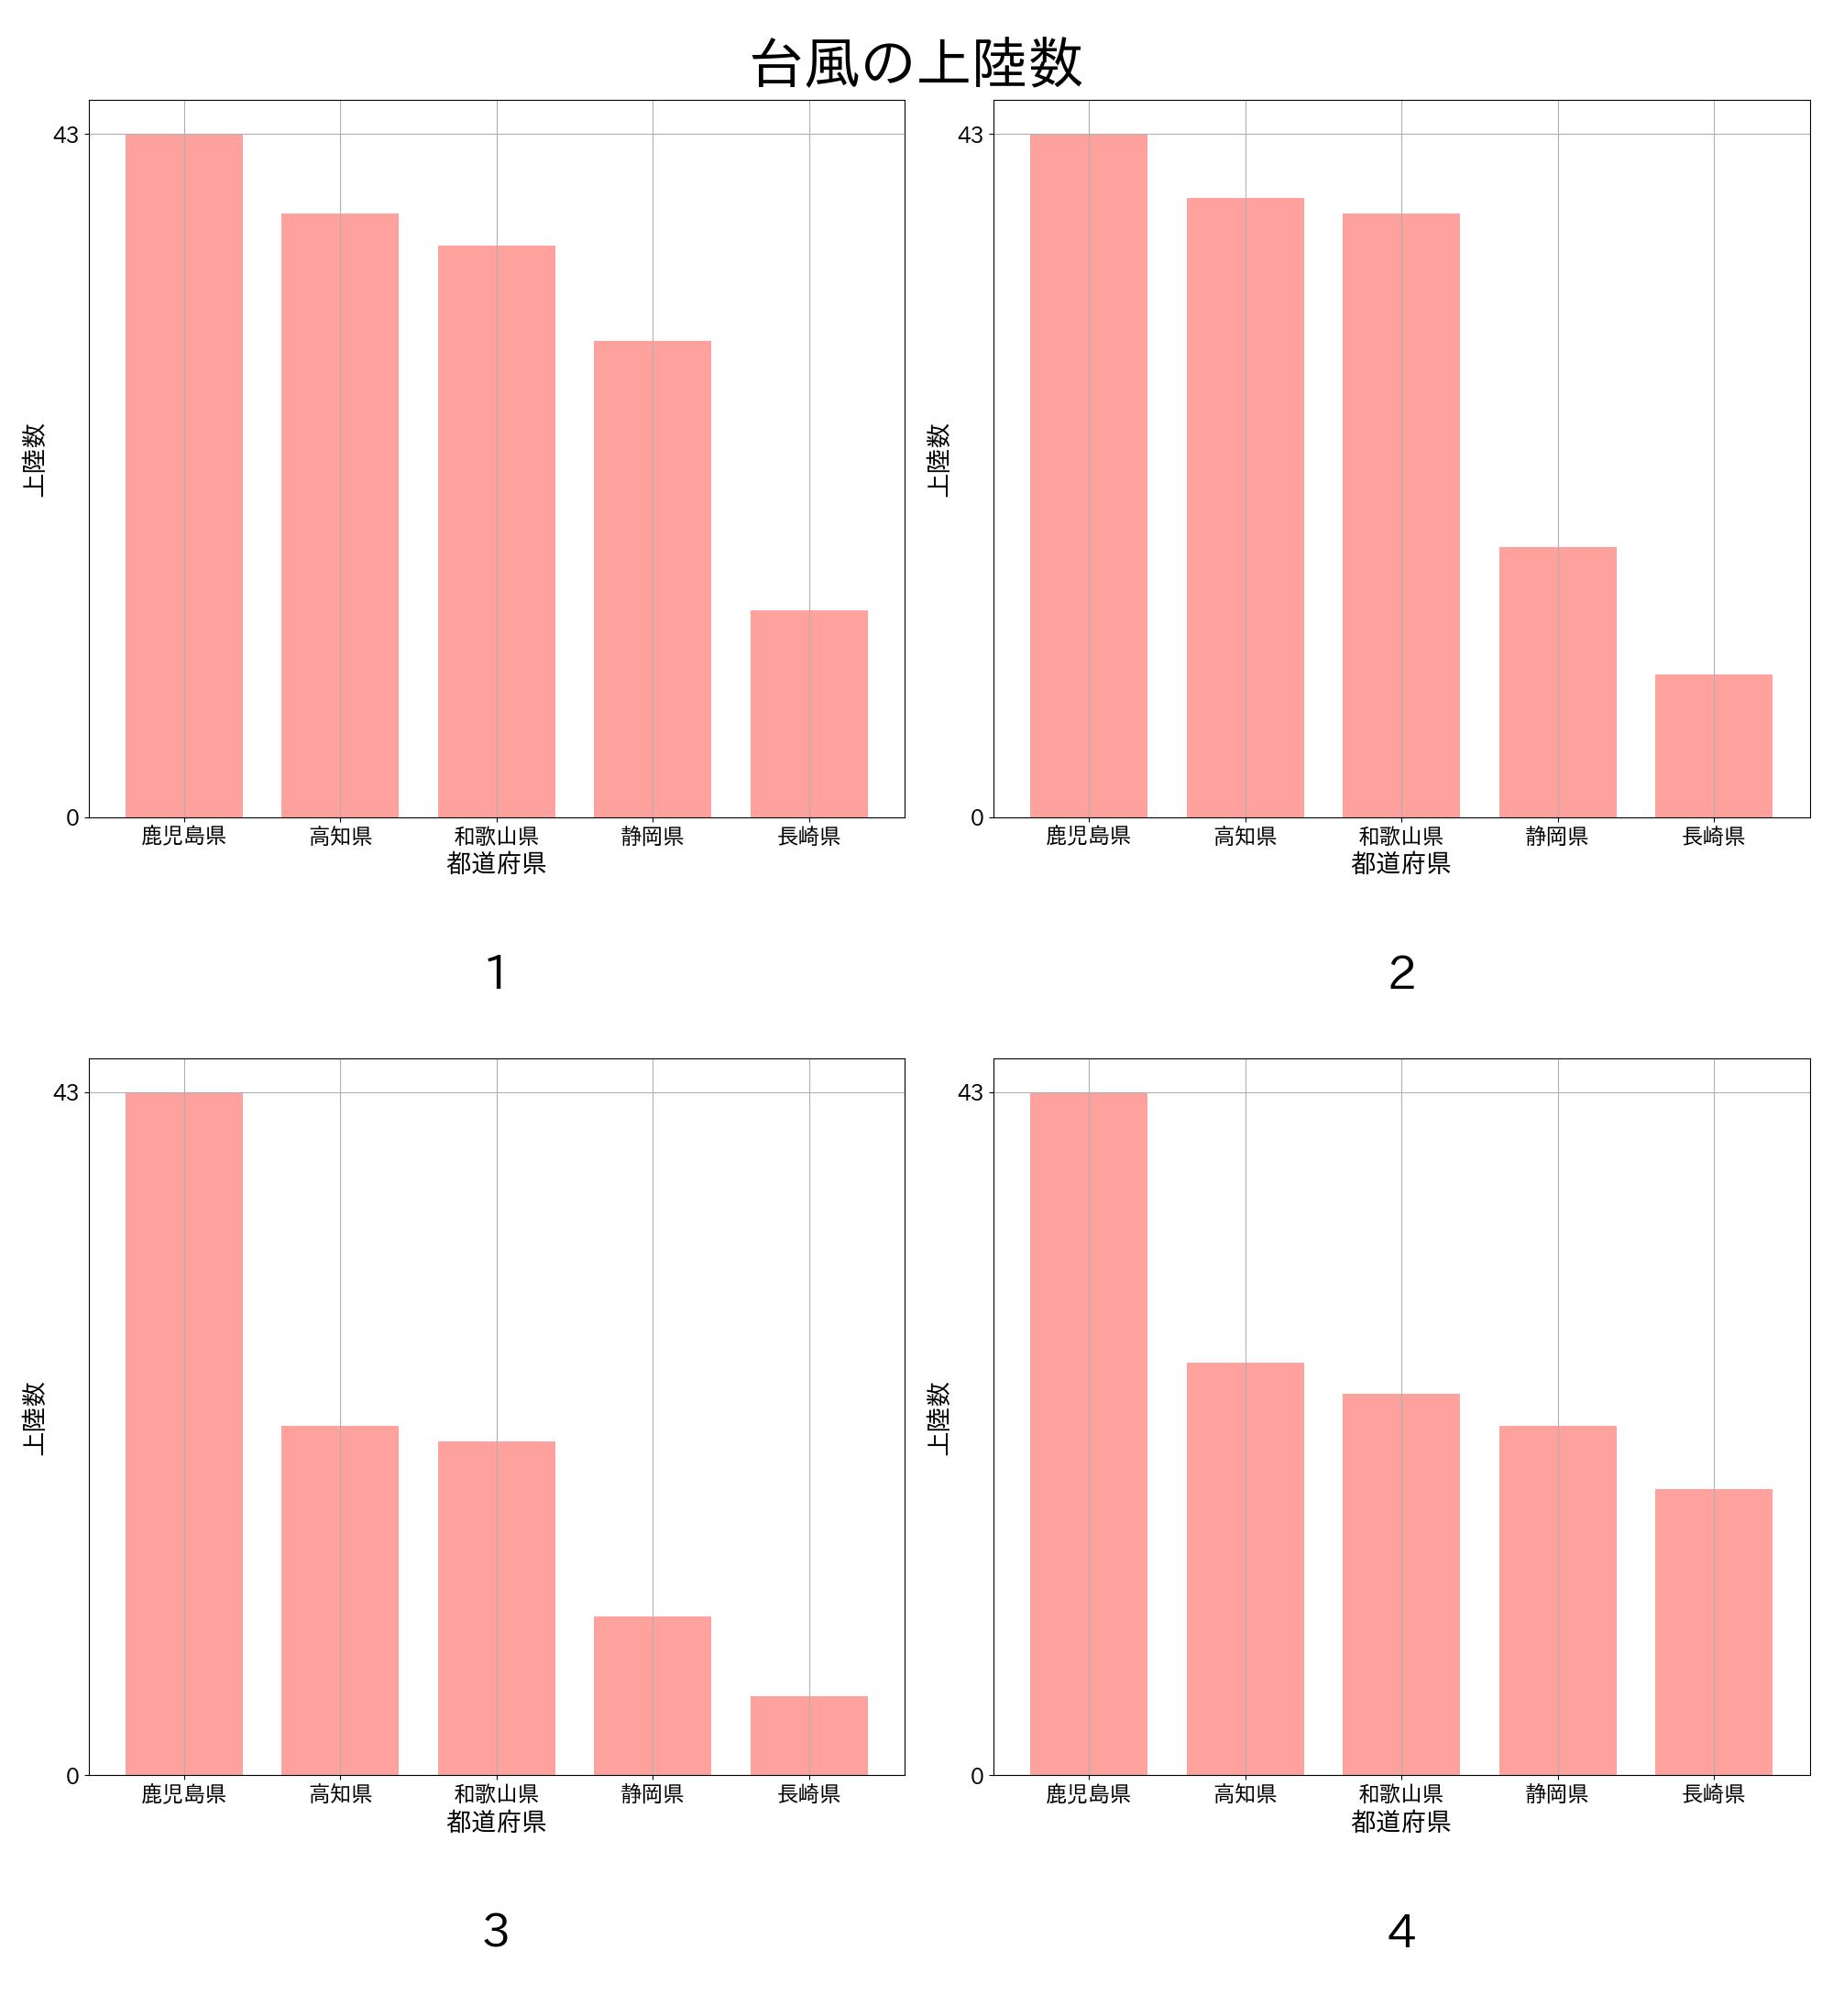 台風の上陸数
43
0
上陸数
鹿児島県 高知県 和歌山県 静岡県 長崎県
都道府県
1
43
0
上陸数
鹿児島県 高知県 和歌山県 静岡県 長崎県
都道府県
2
43
0
上陸数
鹿児島県 高知県 和歌山県 静岡県 長崎県
都道府県
3
43
0
上陸数
鹿児島県 高知県 和歌山県 静岡県 長崎県
都道府県
4